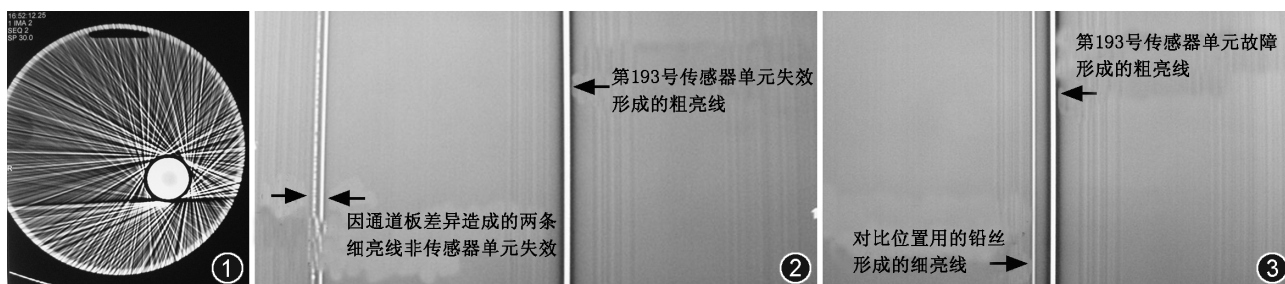 16:52:12.25
1 IMA 2
SEQ 2
SP 30.0
R
1
第193号传感器单元失效
形成的粗亮线
因通道板差异造成的两条
细亮线非传感器单元失效
2
第193号传感器单元故障
形成的粗亮线
对比位置用的铅丝
形成的细亮线
3